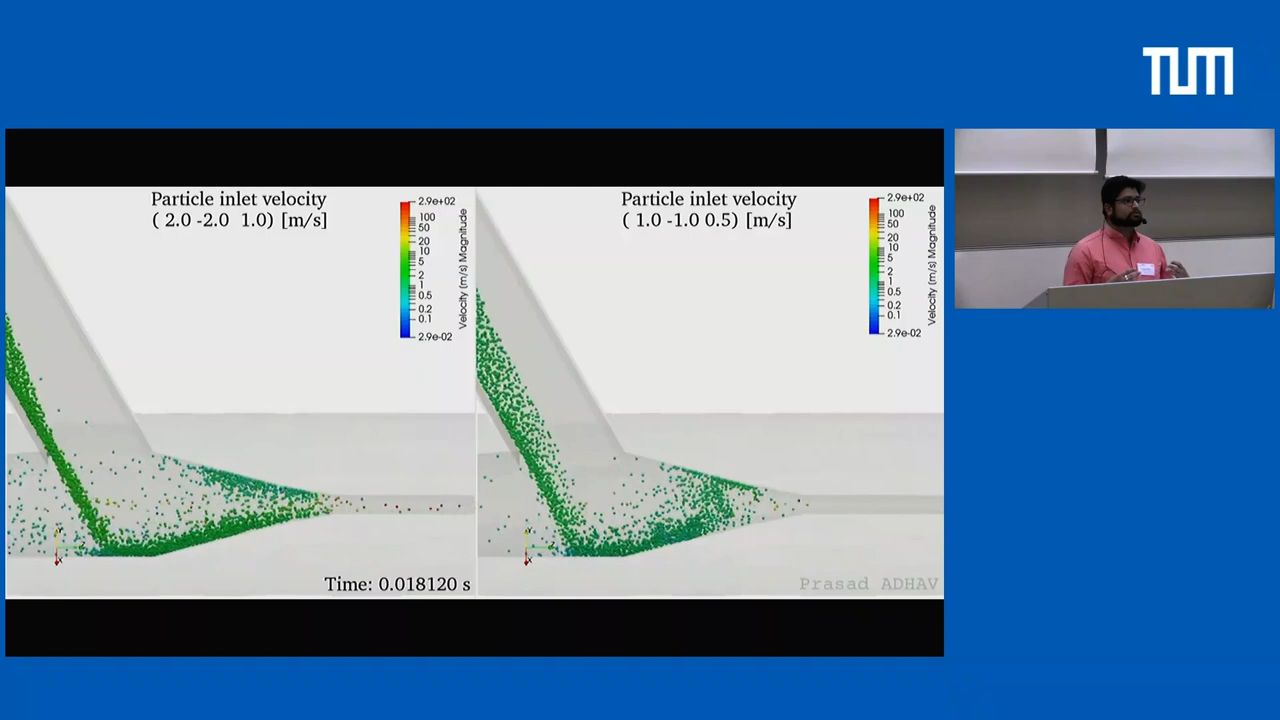 TUM
Particle inlet velocity
( 2.0 -2.0 1.0) [m/s]
2.9e+02
100
50
20
10
5
2
1
0.5
0.2
0.1
2.9e-02
Velocity (m/s) Magnitude
Time: 0.018120 s
Particle inlet velocity
( 1.0 -1.0 0.5) [m/s]
2.9e+02
100
50
20
10
5
2
1
0.5
0.2
0.1
2.9e-02
Velocity (m/s) Magnitude
Prasad ADHAV